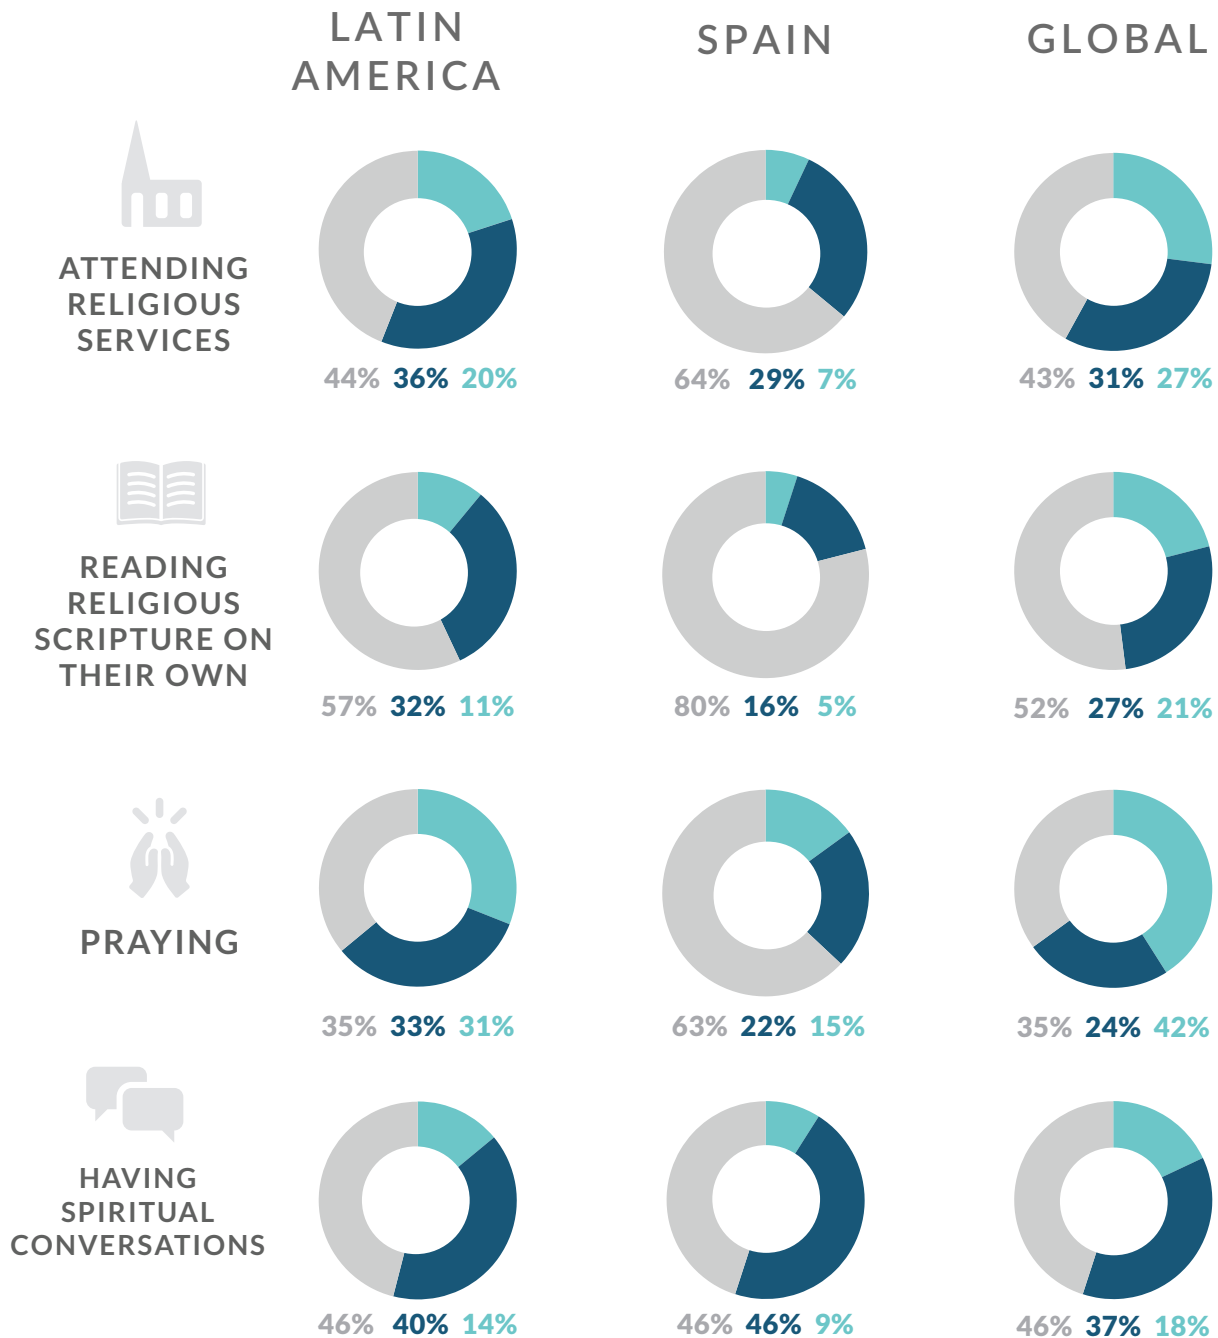 LATIN
AMERICA
SPAIN
GLOBAL
ATTENDING
RELIGIOUS
SERVICES
44% 36% 20%
64% 29% 7%
43% 31% 27%
READING
RELIGIOUS
SCRIPTURE ON
THEIR OWN
57% 32% 11%
80% 16% 5%
52% 27% 21%
PRAYING
35% 33% 31%
63% 22% 15%
35% 24% 42%
HAVING
SPIRITUAL
CONVERSATIONS
46% 40% 14%
46% 46% 9%
46% 37% 18%